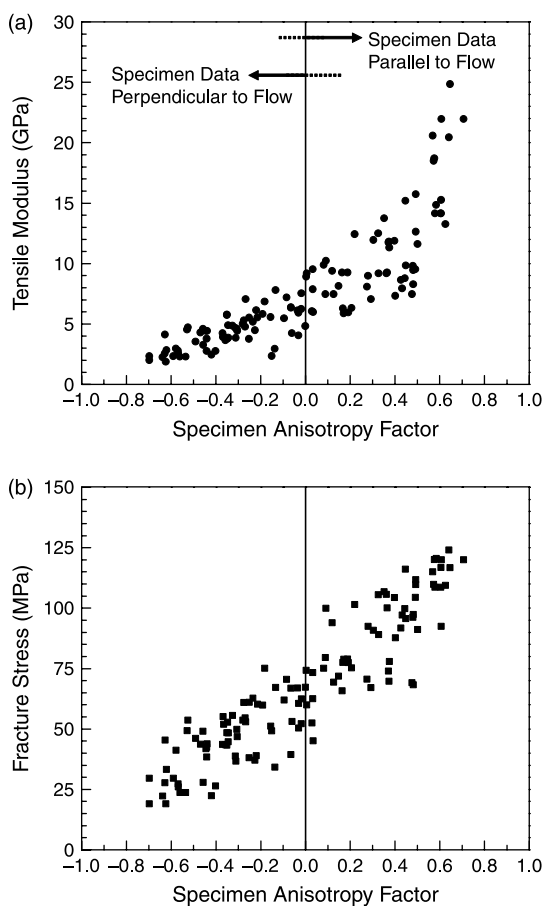 (a)
30
25
20
15
10
5
0
Tensile Modulus (GPa)
Specimen Data
Parallel to Flow
Specimen Data
Perpendicular to Flow
−1.0 −0.8 −0.6 −0.4 −0.2 0.0 0.2 0.4 0.6 0.8 1.0
Specimen Anisotropy Factor
(b)
150
125
100
75
50
25
0
Fracture Stress (MPa)
−1.0 −0.8 −0.6 −0.4 −0.2 0.0 0.2 0.4 0.6 0.8 1.0
Specimen Anisotropy Factor